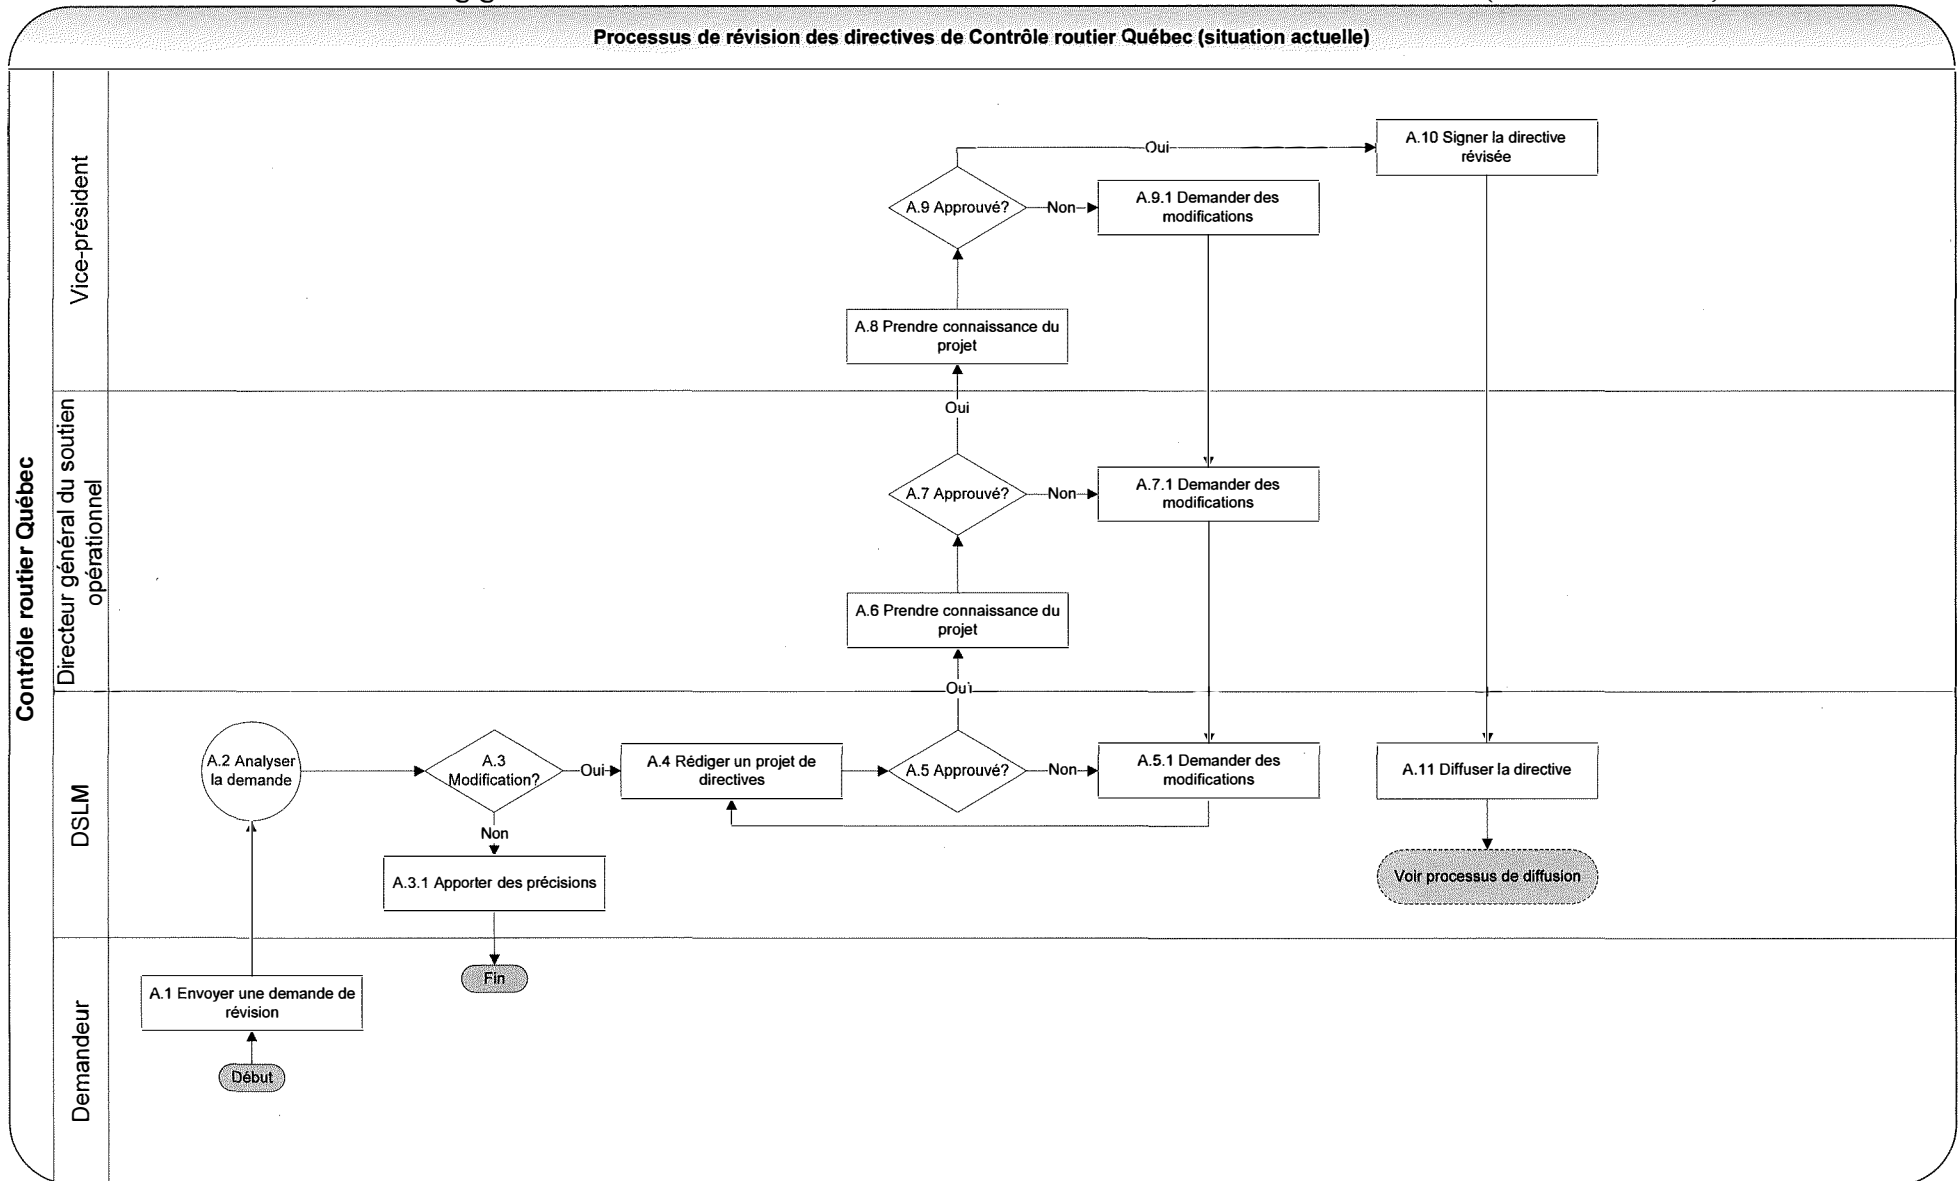 Processus de révision des directives de Contrôle routier Québec (situation actuelle)
Contrôle routier Québec
Vice-président
A.10 Signer la directive
révisée
Oui
A.9 Approuvé?
Non
A.9.1 Demander des
modifications
A.8 Prendre connaissance du
projet
Directeur général du soutien
opérationnel
Oui
A.7 Approuvé?
Non
A.7.1 Demander des
modifications
A.6 Prendre connaissance du
projet
Oui
DSLM
A.2 Analyser
la demande
A.3
Modification?
Oui
A.4 Rédiger un projet de
directives
A.5 Approuvé?
Non
A.5.1 Demander des
modifications
A.11 Diffuser la directive
Non
A.3.1 Apporter des précisions
Voir processus de diffusion
Demandeur
Fin
A.1 Envoyer une demande de
révision
Début